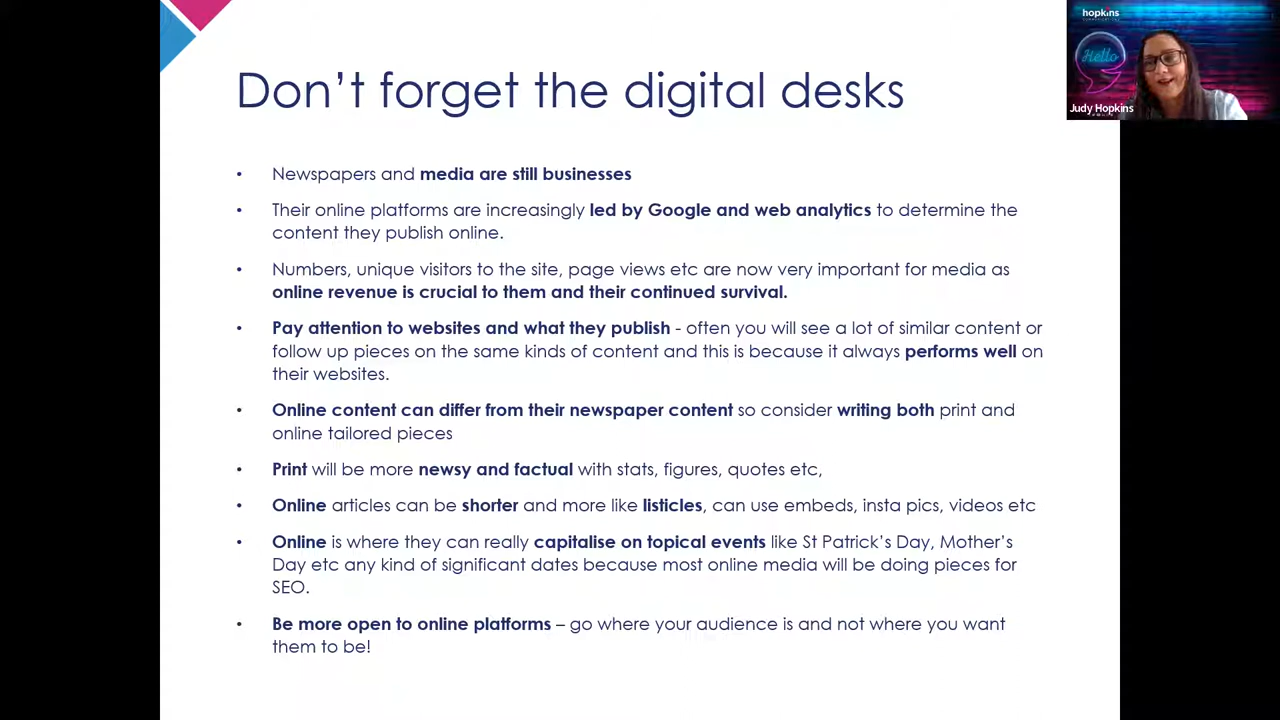 Don't forget the digital desks
• Newspapers and media are still businesses
• Their online platforms are increasingly led by Google and web analytics to determine the
content they publish online.
• Numbers, unique visitors to the site, page views etc are now very important for media as
online revenue is crucial to them and their continued survival.
• Pay attention to websites and what they publish - often you will see a lot of similar content or
follow up pieces on the same kinds of content and this is because it always performs well on
their websites.
• Online content can differ from their newspaper content so consider writing both print and
online tailored pieces
• Print will be more newsy and factual with stats, figures, quotes etc,
• Online articles can be shorter and more like listicles, can use embeds, insta pics, videos etc
• Online is where they can really capitalise on topical events like St Patrick's Day, Mother's
Day etc any kind of significant dates because most online media will be doing pieces for
SEO.
• Be more open to online platforms – go where your audience is and not where you want
them to be!
hopkins
Hello
Judy Hopkins